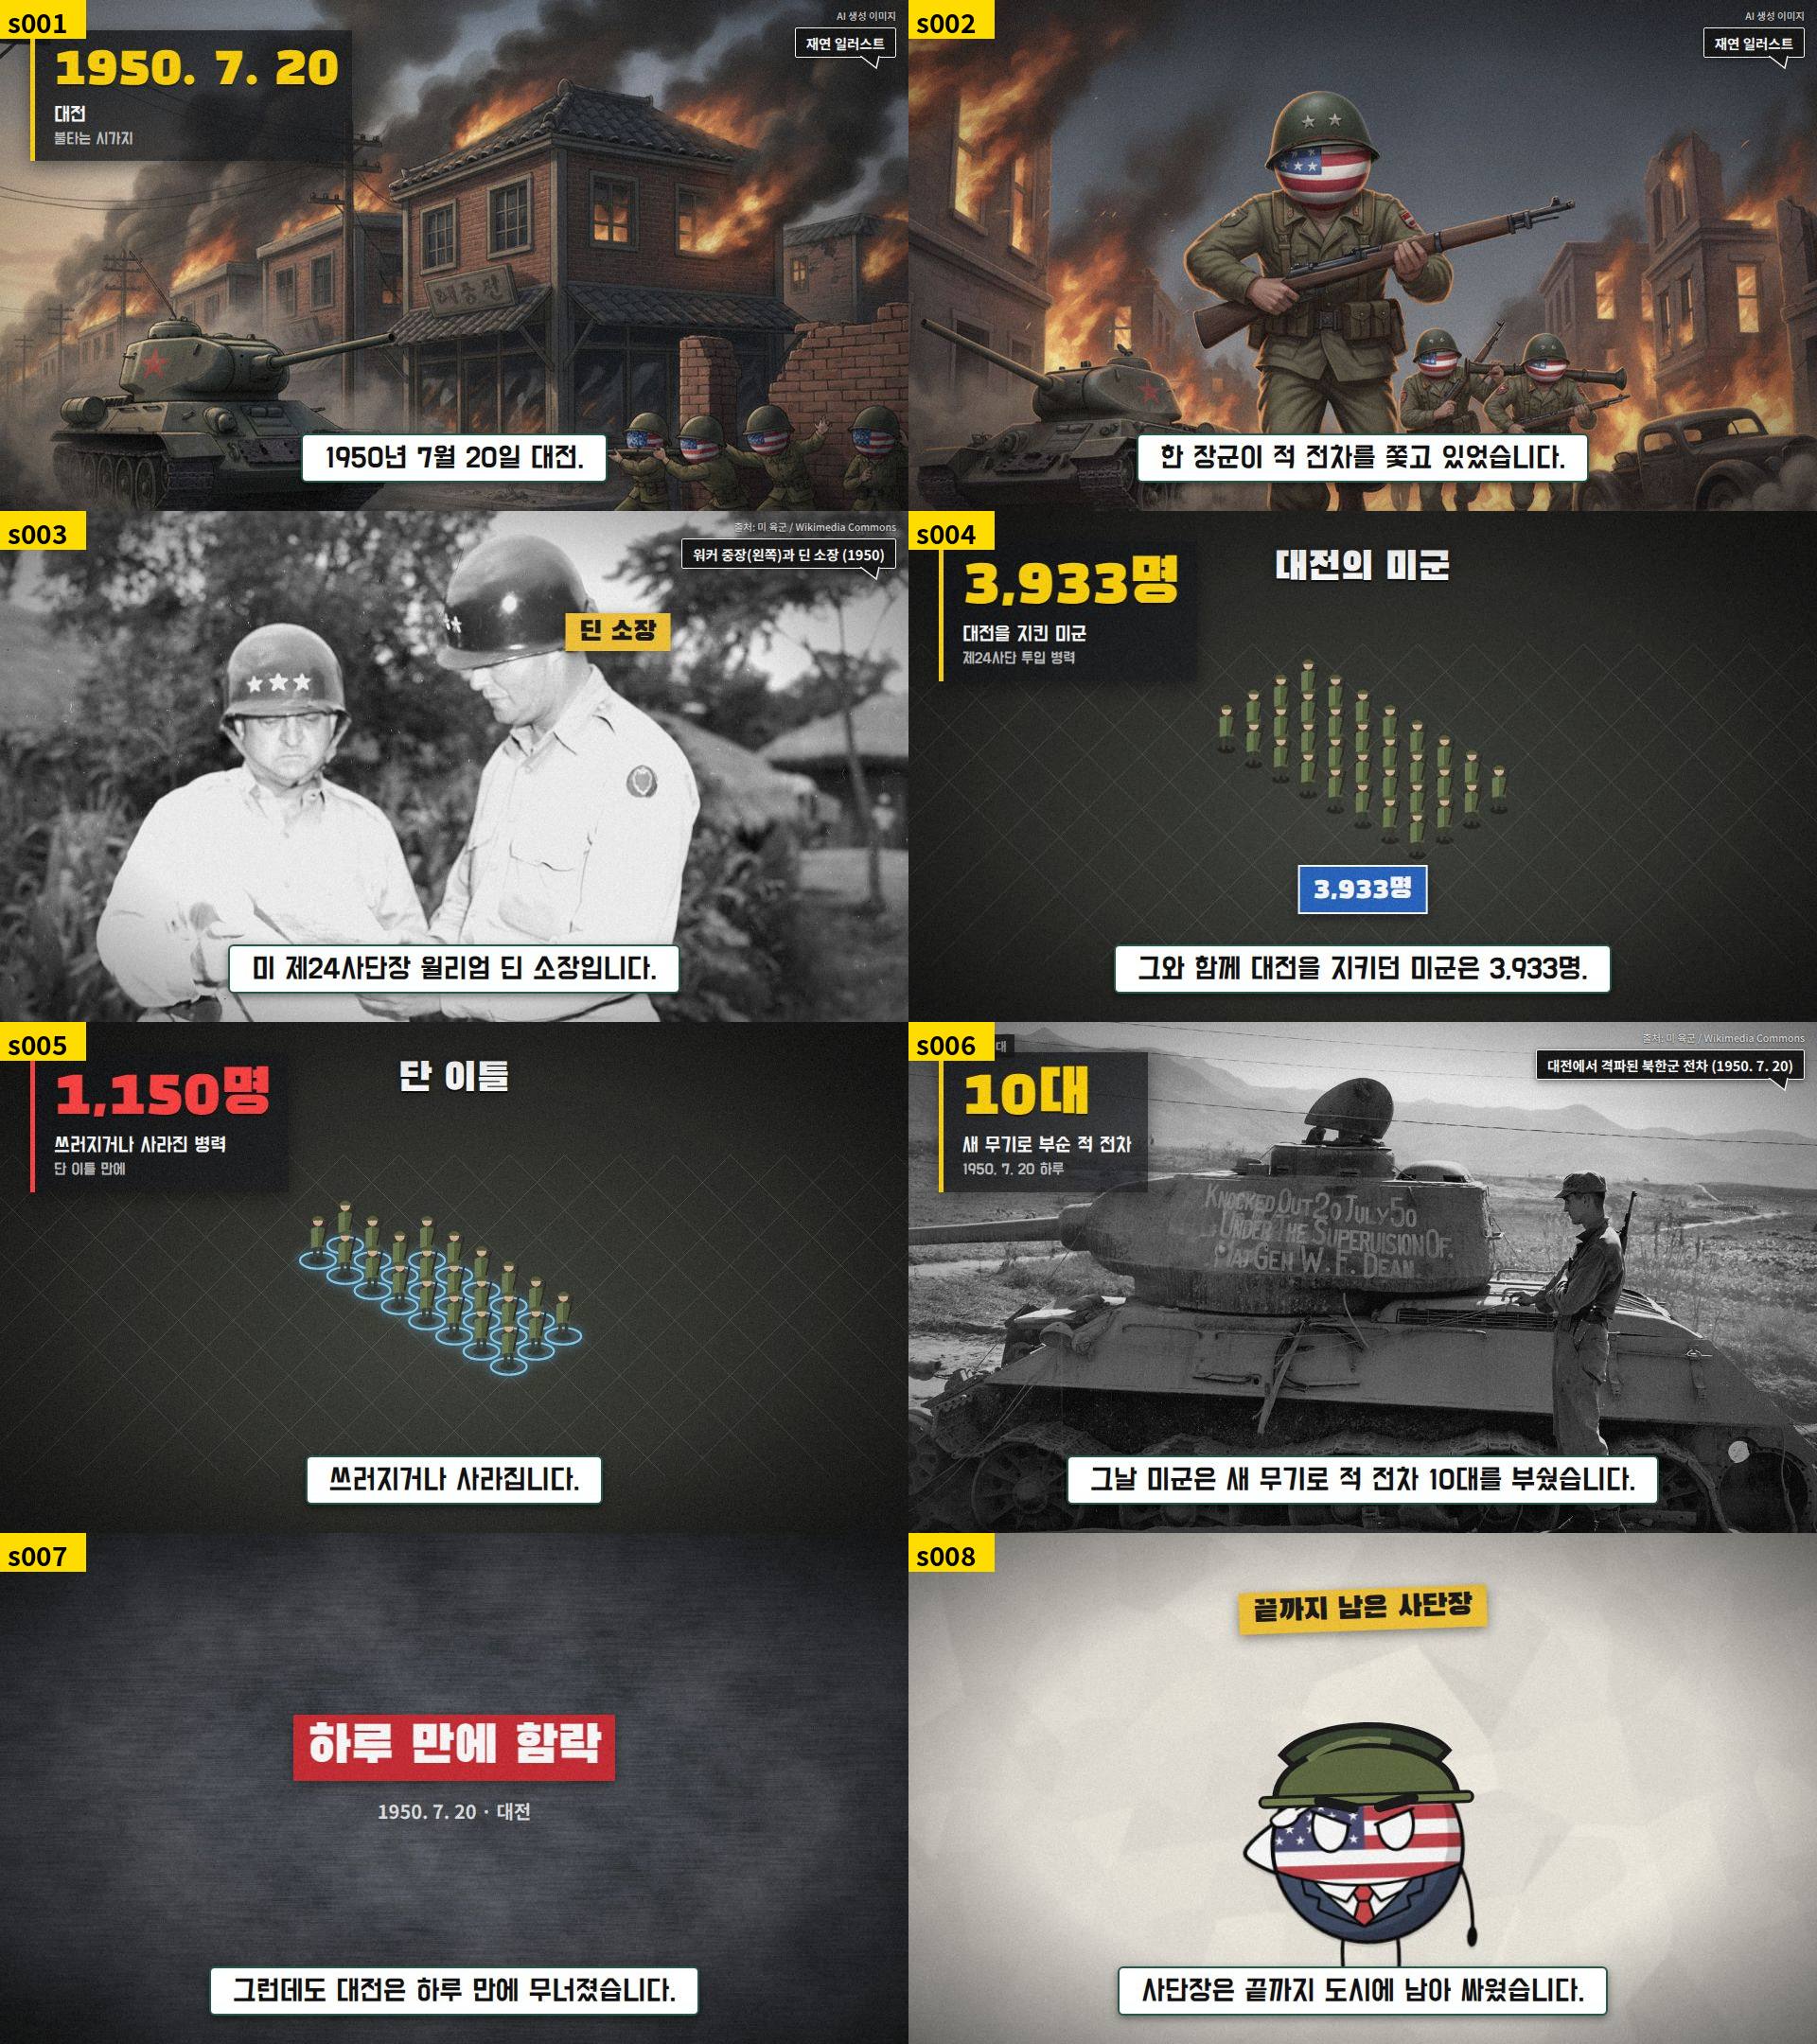 s001
1950. 7. 20
대전
불타는 시가지
AI 생성 이미지
재연 일러스트
1950년 7월 20일 대전.
s002
AI 생성 이미지
재연 일러스트
한 장군이 적 전차를 쫓고 있었습니다.
s003
출처: 미 육군 / Wikimedia Commons
워커 중장(왼쪽)과 딘 소장 (1950)
딘 소장
미 제24사단장 윌리엄 딘 소장입니다.
s004
3,933명
대전을 지킨 미군
제24사단 투입 병력
대전의 미군
3,933명
그와 함께 대전을 지키던 미군은 3,933명.
s005
1,150명
쓰러지거나 사라진 병력
단 이틀 만에
단 이틀
쓰러지거나 사라집니다.
s006
대
10대
새 무기로 부순 적 전차
1950. 7. 20 하루
출처: 미 육군 / Wikimedia Commons
대전에서 격파된 북한군 전차 (1950. 7. 20)
KNOCKED OUT 20 JULY 50
UNDER THE SUPERVISION OF.
MAJ GEN W. F. DEAN
그날 미군은 새 무기로 적 전차 10대를 부쉈습니다.
s007
하루 만에 함락
1950. 7. 20 · 대전
그런데도 대전은 하루 만에 무너졌습니다.
s008
끝까지 남은 사단장
사단장은 끝까지 도시에 남아 싸웠습니다.